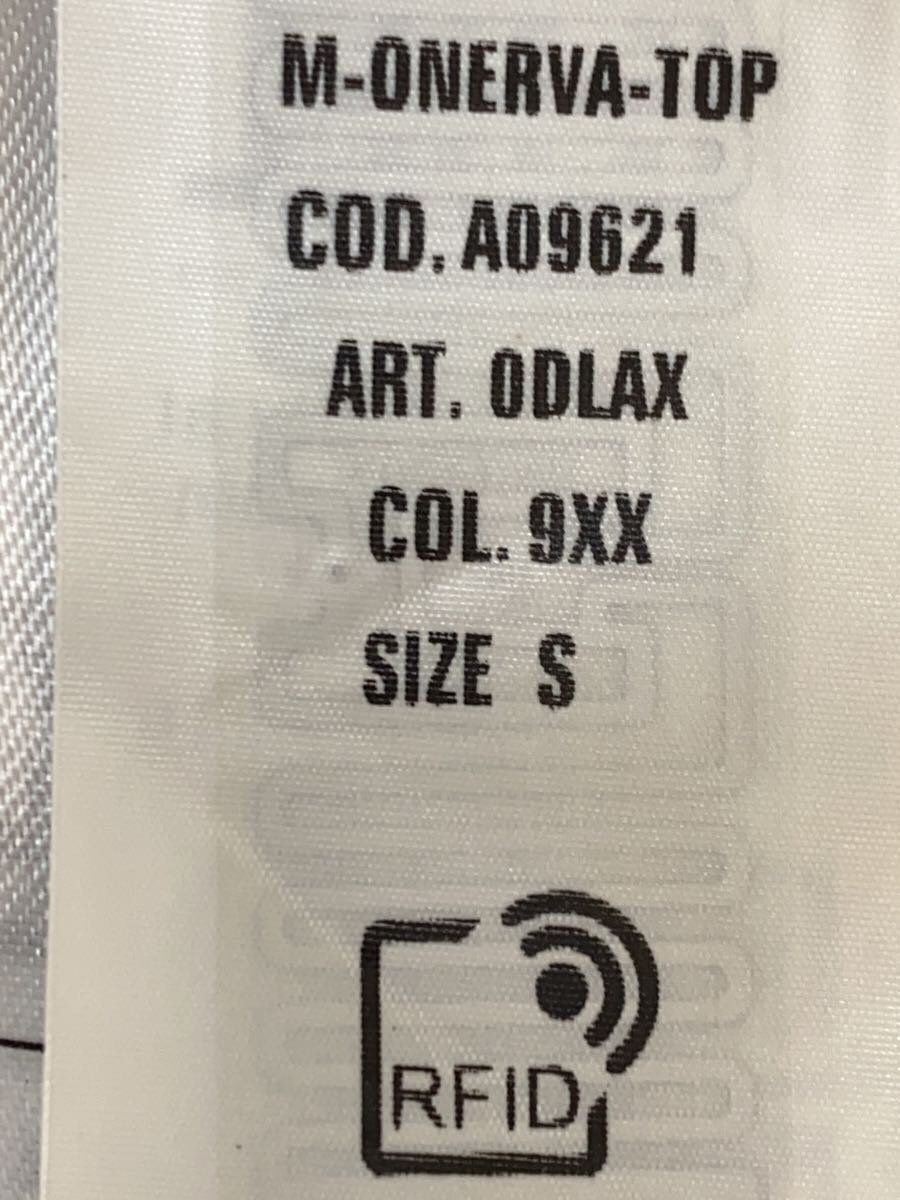 M-ONERVA-TOP
COD. A09621
ART. 0DLAX
COL. 9XX
SIZE S
RFID